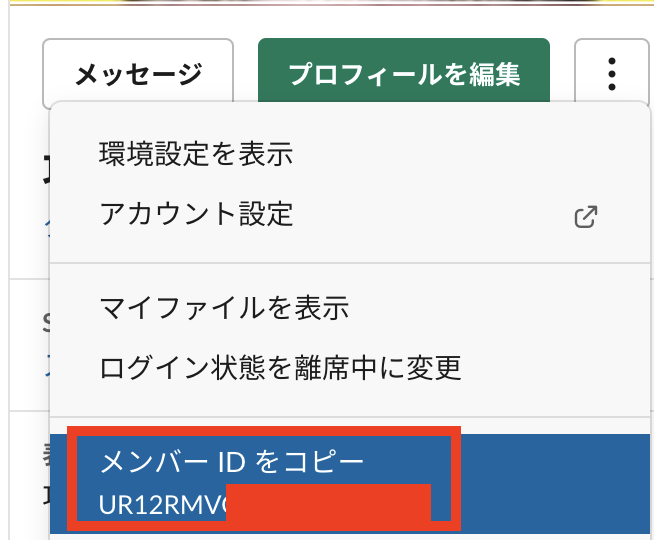 メッセージ
プロフィールを編集
環境設定を表示
アカウント設定
マイファイルを表示
ログイン状態を離席中に変更
メンバー ID をコピー
UR12RMV